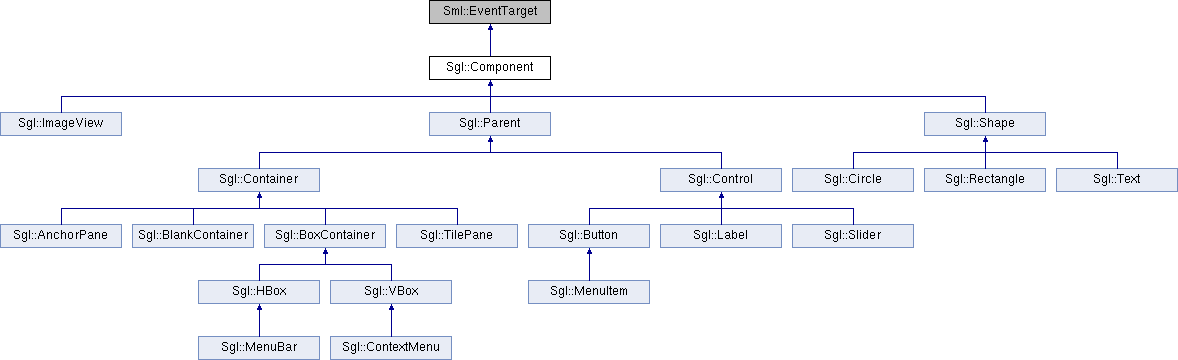 Sml::EventTarget
Sgl::Component
Sgl::ImageView
Sgl::Parent
Sgl::Shape
Sgl::Container
Sgl::Control
Sgl::Circle
Sgl::Rectangle
Sgl::Text
Sgl::AnchorPane
Sgl::BlankContainer
Sgl::BoxContainer
Sgl::TilePane
Sgl::Button
Sgl::Label
Sgl::Slider
Sgl::HBox
Sgl::VBox
Sgl::MenuItem
Sgl::MenuBar
Sgl::ContextMenu